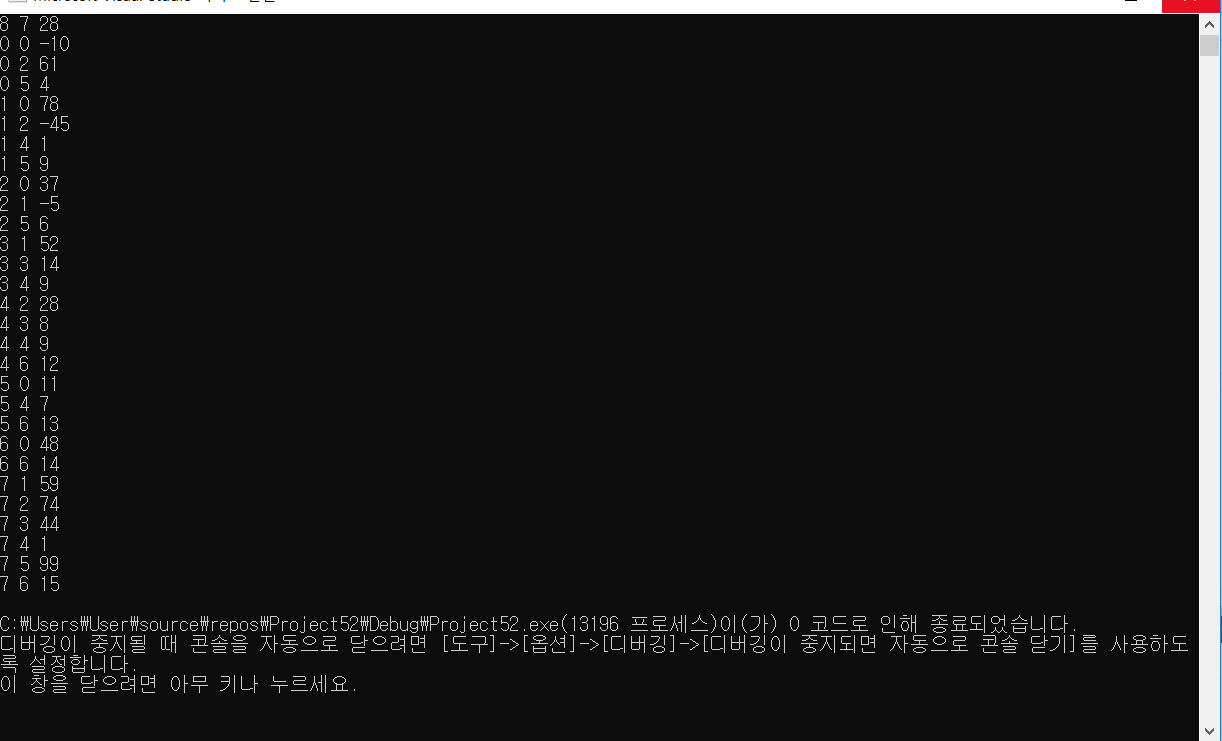 8 7 28
0 0 -10
0 2 61
0 5 4
1 0 78
1 2 -45
1 4 1
1 5 9
2 0 37
2 1 -5
2 5 6
3 1 52
3 3 14
3 4 9
4 2 28
4 3 8
4 4 9
4 6 12
5 0 11
5 4 7
5 6 13
6 0 48
6 6 14
7 1 59
7 2 74
7 3 44
7 4 1
7 5 99
7 6 15
C:₩Users₩User₩source₩repos₩Project52₩Debug₩Project52.exe(13196 프로세스)이(가) 0 코드로 인해 종료되었습니다.
디버깅이 중지될 때 콘솔을 자동으로 닫으려면 [도구]->[옵션]->[디버깅]->[디버깅이 중지되면 자동으로 콘솔 닫기]를 사용하도
록 설정합니다.
이 창을 닫으려면 아무 키나 누르세요.